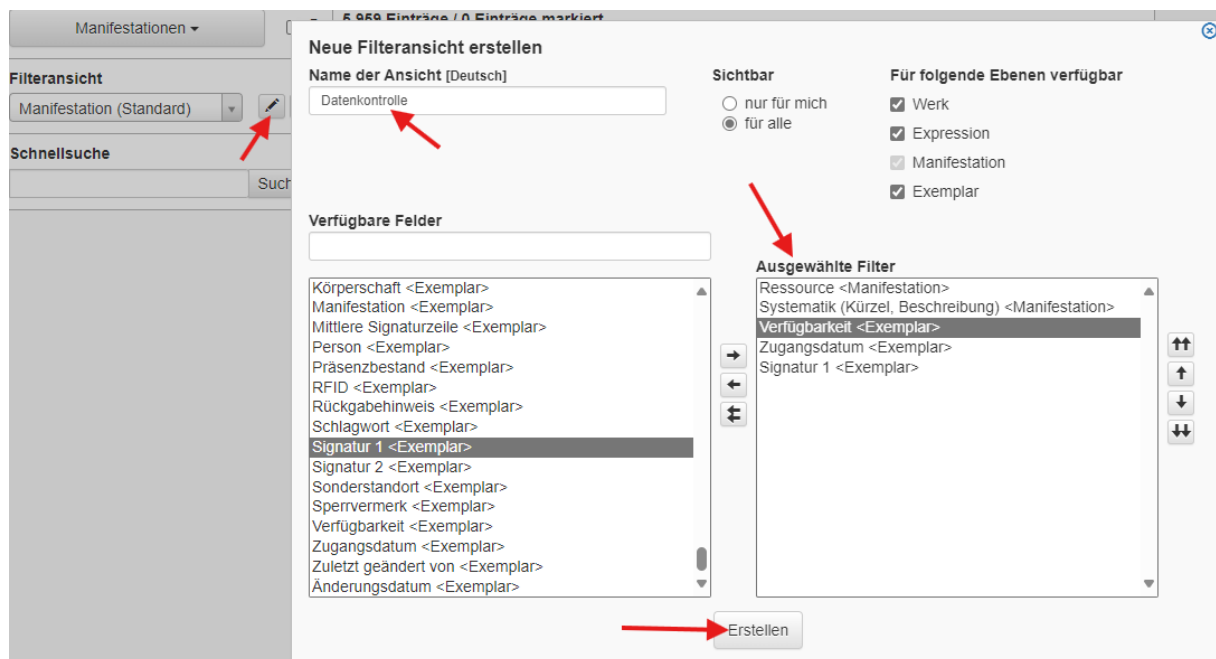 Manifestationen
5 959 Einträge / 0 Einträge markiert
Filteransicht
Manifestation (Standard)
Schnellsuche
Such
Neue Filteransicht erstellen
Name der Ansicht [Deutsch]
Datenkontrolle
Sichtbar
nur für mich
für alle
Für folgende Ebenen verfügbar
Werk
Expression
Manifestation
Exemplar
Verfügbare Felder
Körperschaft <Exemplar>
Manifestation <Exemplar>
Mittlere Signaturzeile <Exemplar>
Person <Exemplar>
Präsenzbestand <Exemplar>
RFID <Exemplar>
Rückgabehinweis <Exemplar>
Schlagwort <Exemplar>
Signatur 1 <Exemplar>
Signatur 2 <Exemplar>
Sonderstandort <Exemplar>
Sperrvermerk <Exemplar>
Verfügbarkeit <Exemplar>
Zugangsdatum <Exemplar>
Zuletzt geändert von <Exemplar>
Änderungsdatum <Exemplar>
Ausgewählte Filter
Ressource <Manifestation>
Systematik (Kürzel, Beschreibung) <Manifestation>
Verfügbarkeit <Exemplar>
Zugangsdatum <Exemplar>
Signatur 1 <Exemplar>
Erstellen